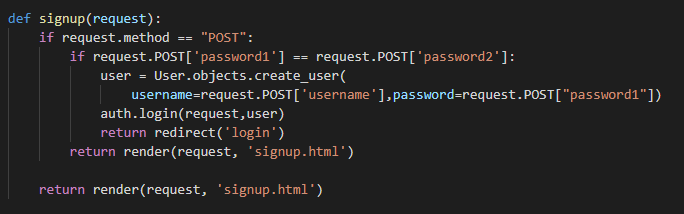 def signup(request):
    if request.method == "POST":
        if request.POST['password1'] == request.POST['password2']:
            user = User.objects.create_user(
                username=request.POST['username'],password=request.POST["password1"])
            auth.login(request,user)
            return redirect('login')
        return render(request, 'signup.html')
    return render(request, 'signup.html')